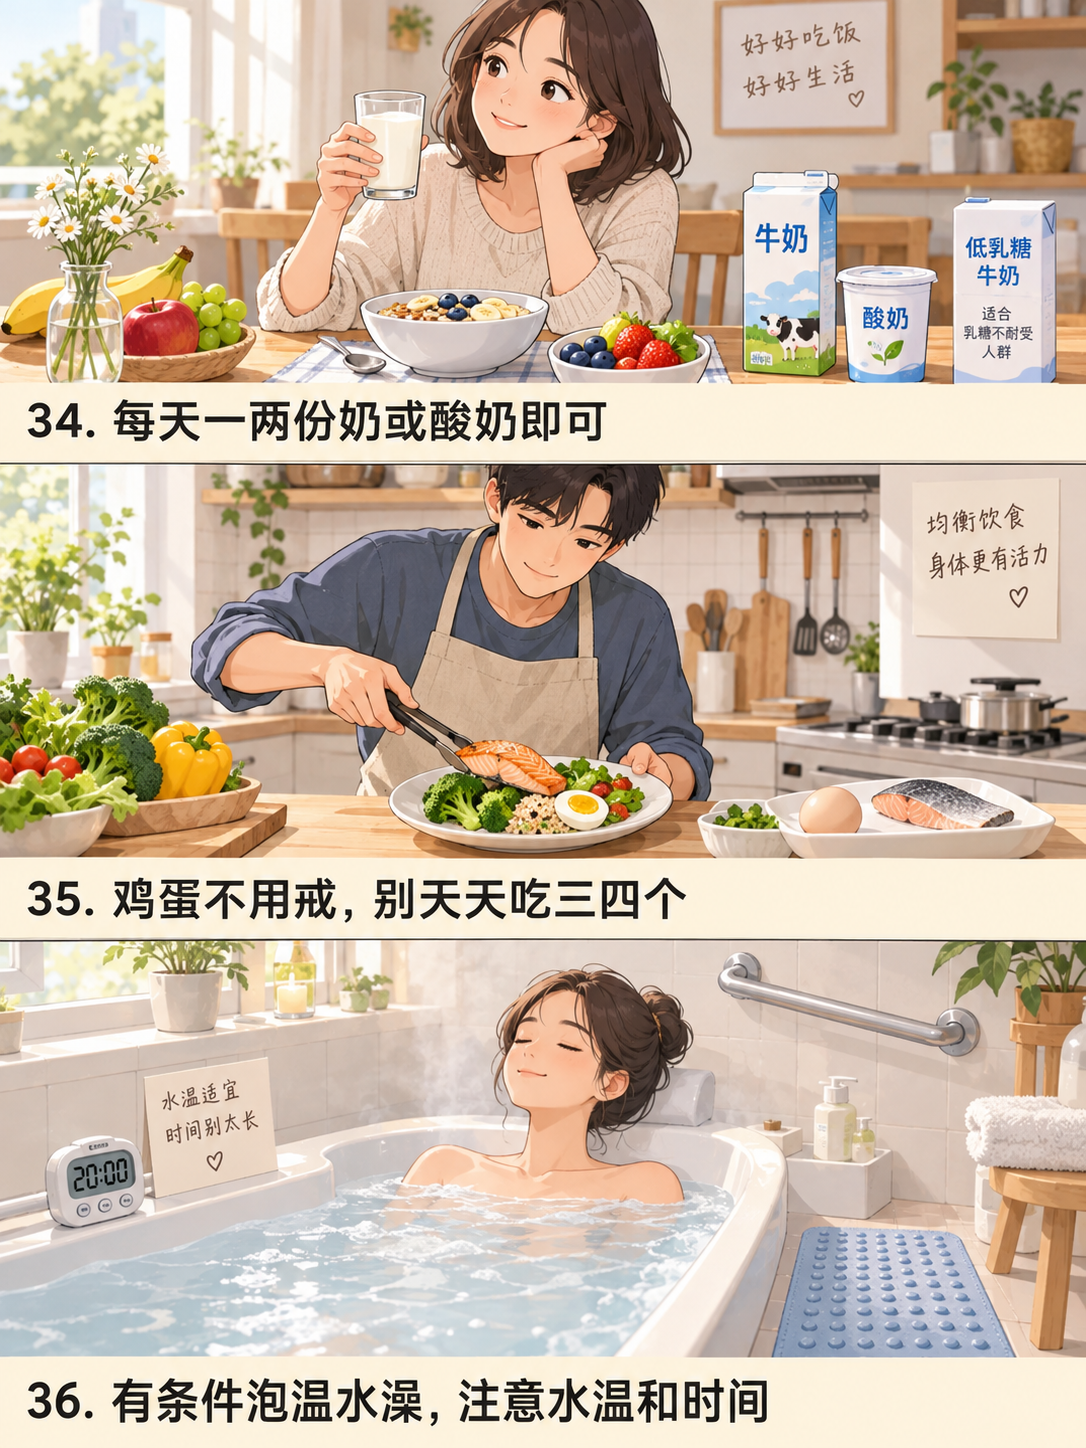 好好吃饭
好好生活
牛奶
酸奶
低乳糖
牛奶
适合
乳糖不耐受
人群
34. 每天一两份奶或酸奶即可
均衡饮食
身体更有活力
35. 鸡蛋不用戒，别天天吃三四个
水温适宜
时间别太长
20:00
36. 有条件泡温水澡，注意水温和时间